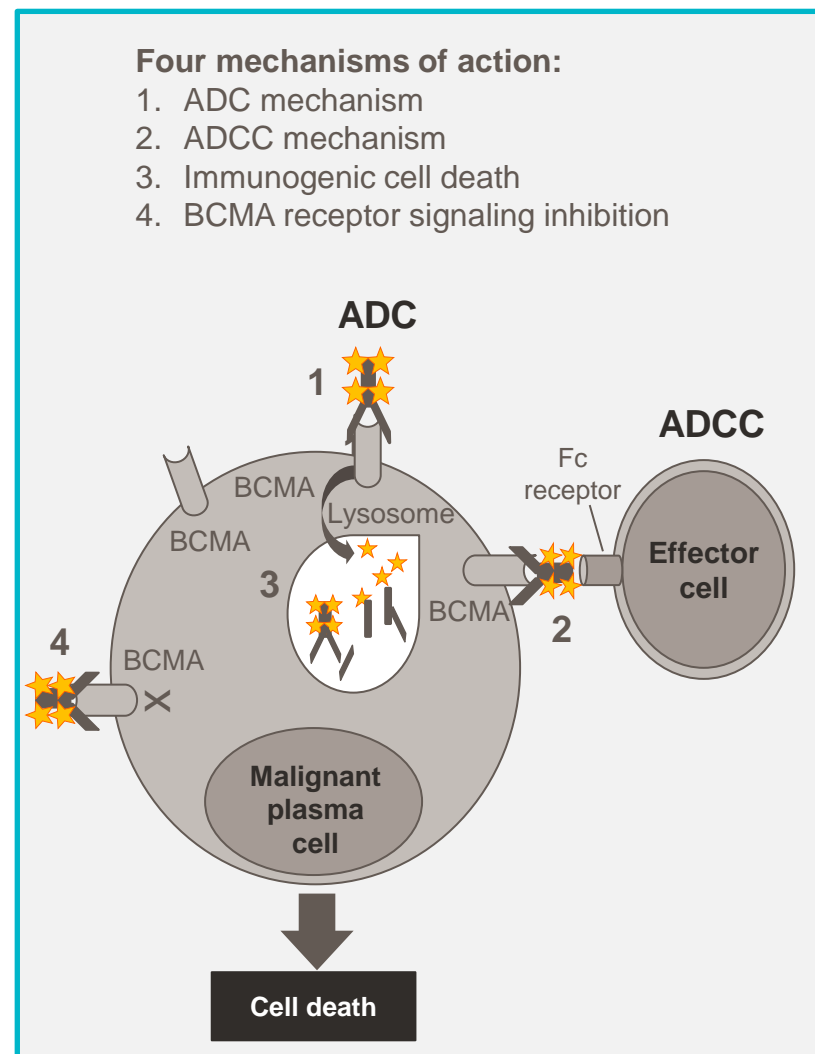 Four mechanisms of action:
1. ADC mechanism
2. ADCC mechanism
3. Immunogenic cell death
4. BCMA receptor signaling inhibition
ADC
1
ADCC
Fc
receptor
BCMA
Lysosome
BCMA
Effector
cell
3
BCMA
2
4
BCMA
X
Malignant
plasma
cell
Cell death